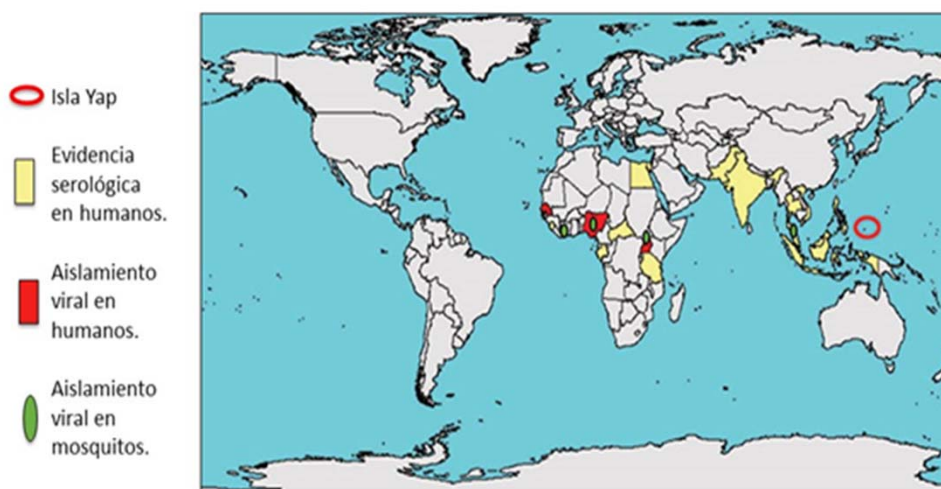 Isla Yap
Evidencia
serológica
en humanos.
Aislamiento
viral en
humanos.
Aislamiento
viral en
mosquitos.